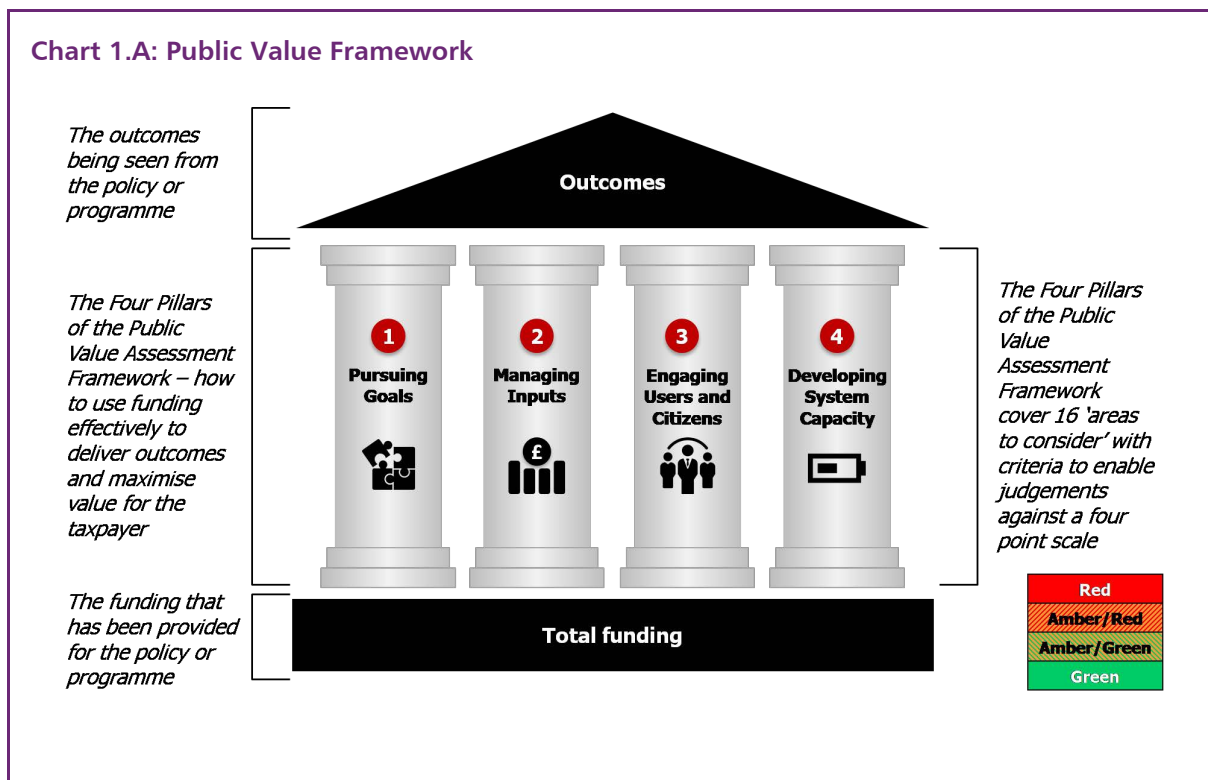 Chart 1.A: Public Value Framework
The outcomes
being seen from
the policy or
programme
Outcomes
The Four Pillars
of the Public
Value Assessment
Framework – how
to use funding
effectively to
deliver outcomes
and maximise
value for the
taxpayer
1
Pursuing
Goals
2
Managing
Inputs
£
3
Engaging
Users and
Citizens
4
Developing
System
Capacity
The Four Pillars
of the Public
Value
Assessment
Framework
cover 16 ‘areas
to consider’ with
criteria to enable
judgements
against a four
point scale
The funding that
has been provided
for the policy or
programme
Total funding
Red
Amber/Red
Amber/Green
Green